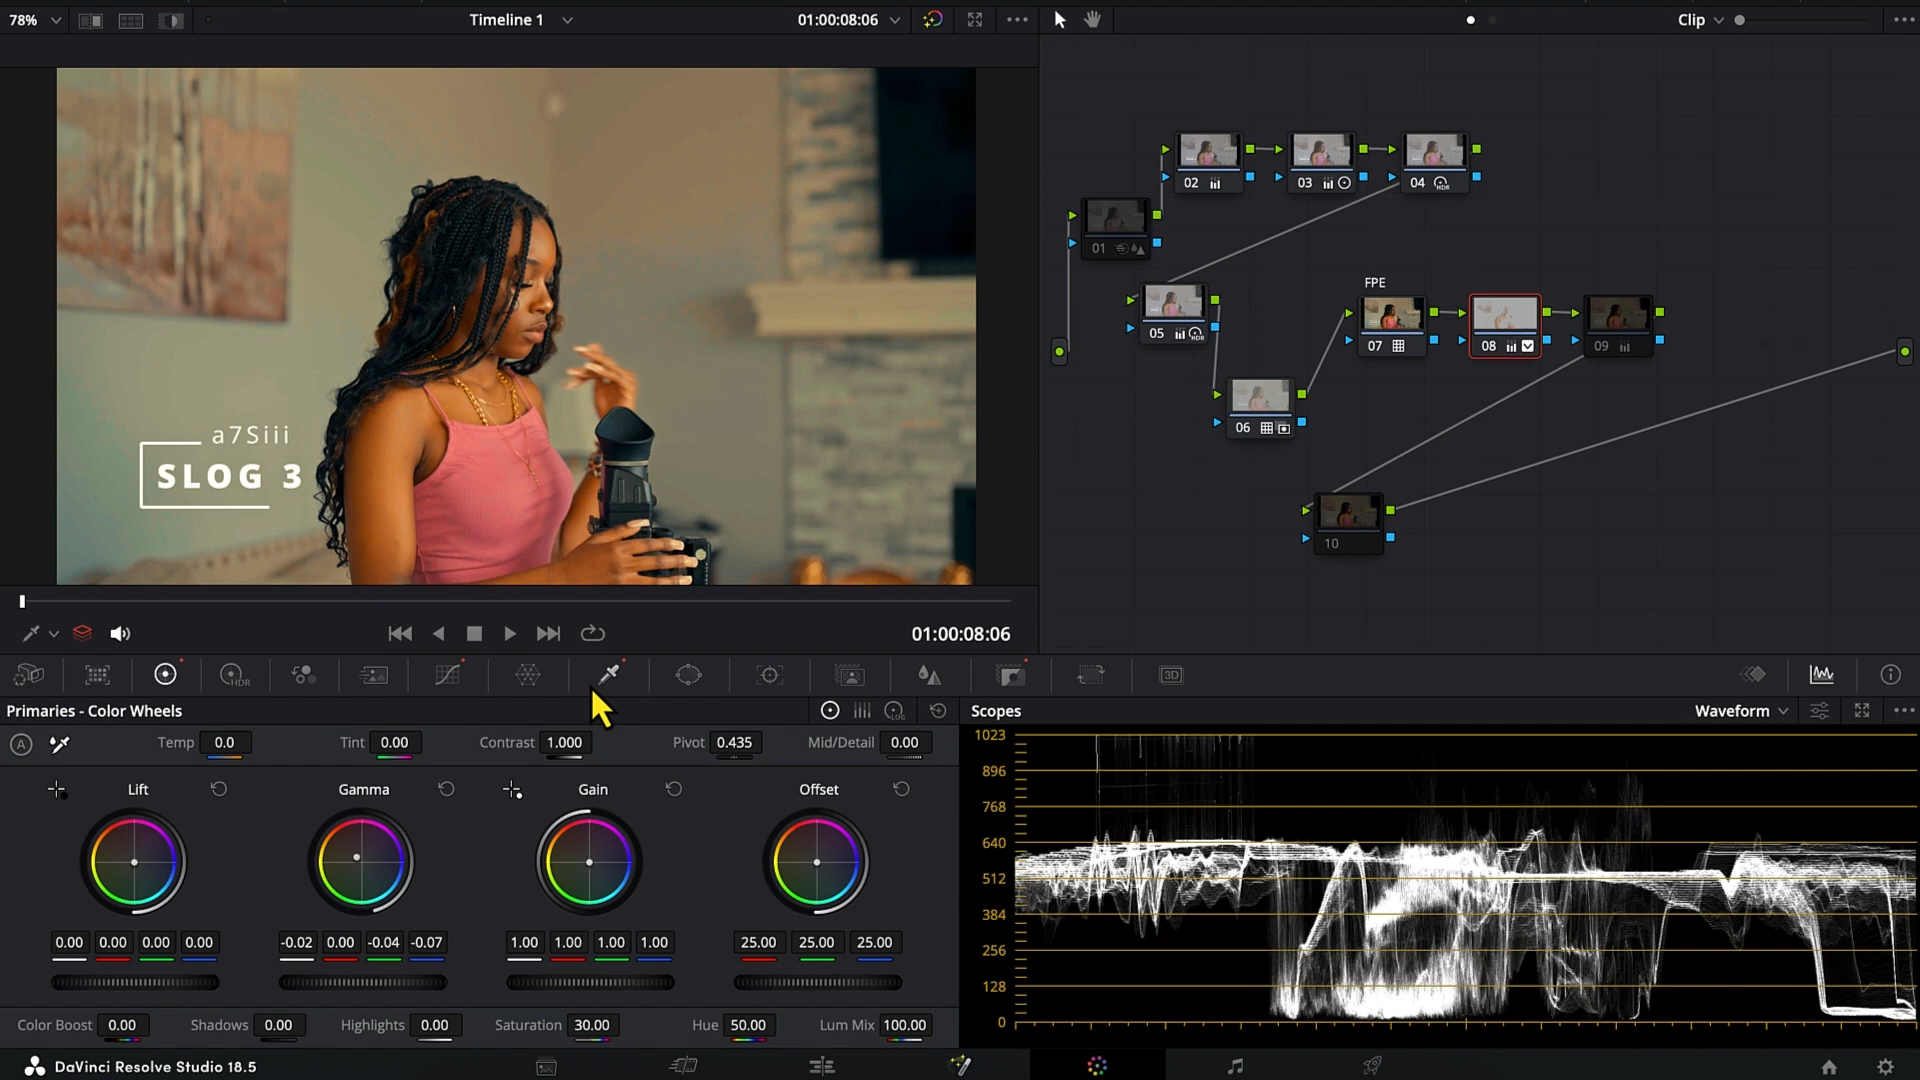 78%
Timeline 1
01:00:08:06
Clip
02
03
04
HDR
01
05
HDR
FPE
07
08
09
06
10
a7Siii
SLOG 3
01:00:08:06
HDR
3D
Primaries - Color Wheels
LOG
Scopes
Waveform
A
Temp 0.0
Tint 0.00
Contrast 1.000
Pivot 0.435
Mid/Detail 0.00
Lift
Gamma
Gain
Offset
0.00 0.00 0.00 0.00
-0.02 0.00 -0.04 -0.07
1.00 1.00 1.00 1.00
25.00 25.00 25.00
Color Boost 0.00
Shadows 0.00
Highlights 0.00
Saturation 30.00
Hue 50.00
Lum Mix 100.00
1023
896
768
640
512
384
256
128
0
DaVinci Resolve Studio 18.5